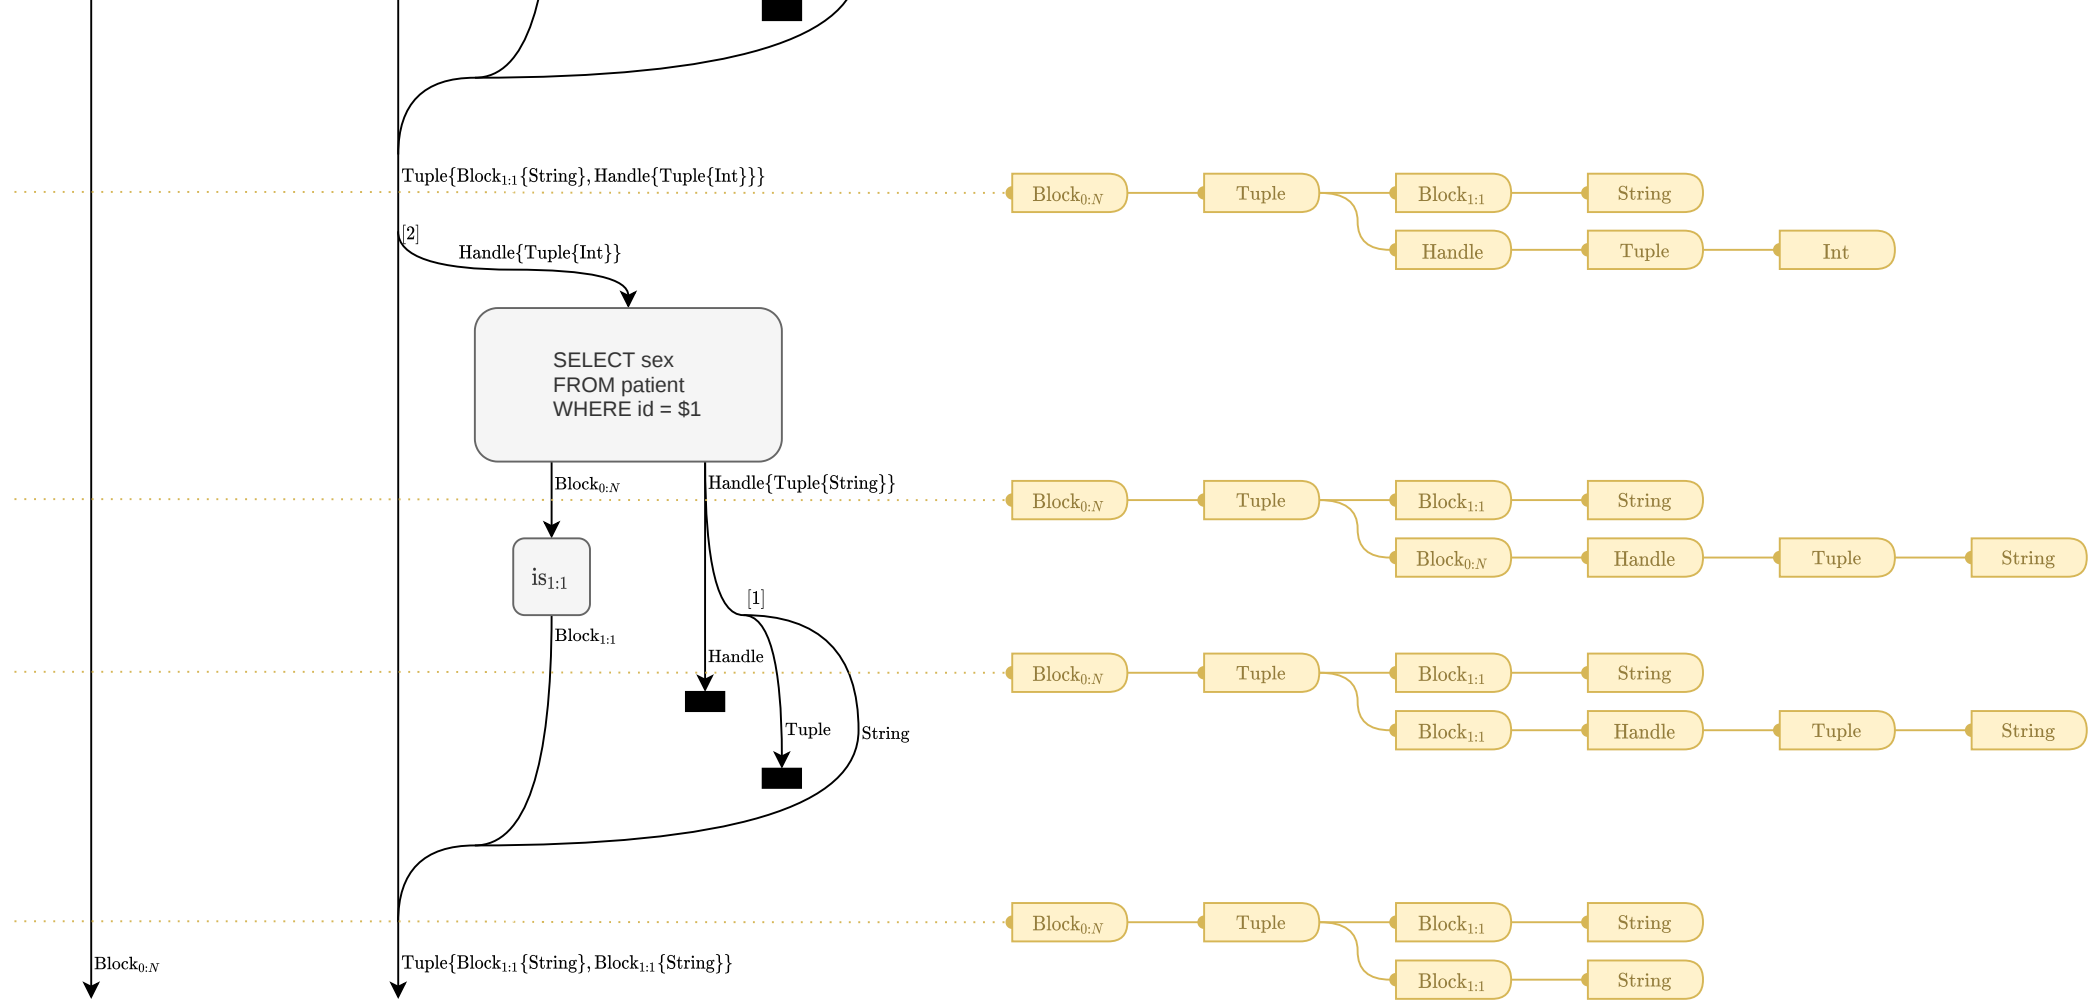 Tuple{Block₁:₁{String}, Handle{Tuple{Int}}}
Block₀:N Tuple Block₁:₁ String
[2]
Handle{Tuple{Int}}
Handle Tuple Int
SELECT sex
FROM patient
WHERE id = $1
Block₀:N
Handle{Tuple{String}}
Block₀:N Tuple Block₁:₁ String
Block₀:N Handle Tuple String
is₁:₁
[1]
Block₁:₁
Handle
Block₀:N Tuple Block₁:₁ String
Tuple
String
Block₁:₁ Handle Tuple String
Block₀:N Tuple Block₁:₁ String
Block₀:N
Tuple{Block₁:₁{String}, Block₁:₁{String}}
Block₁:₁ String